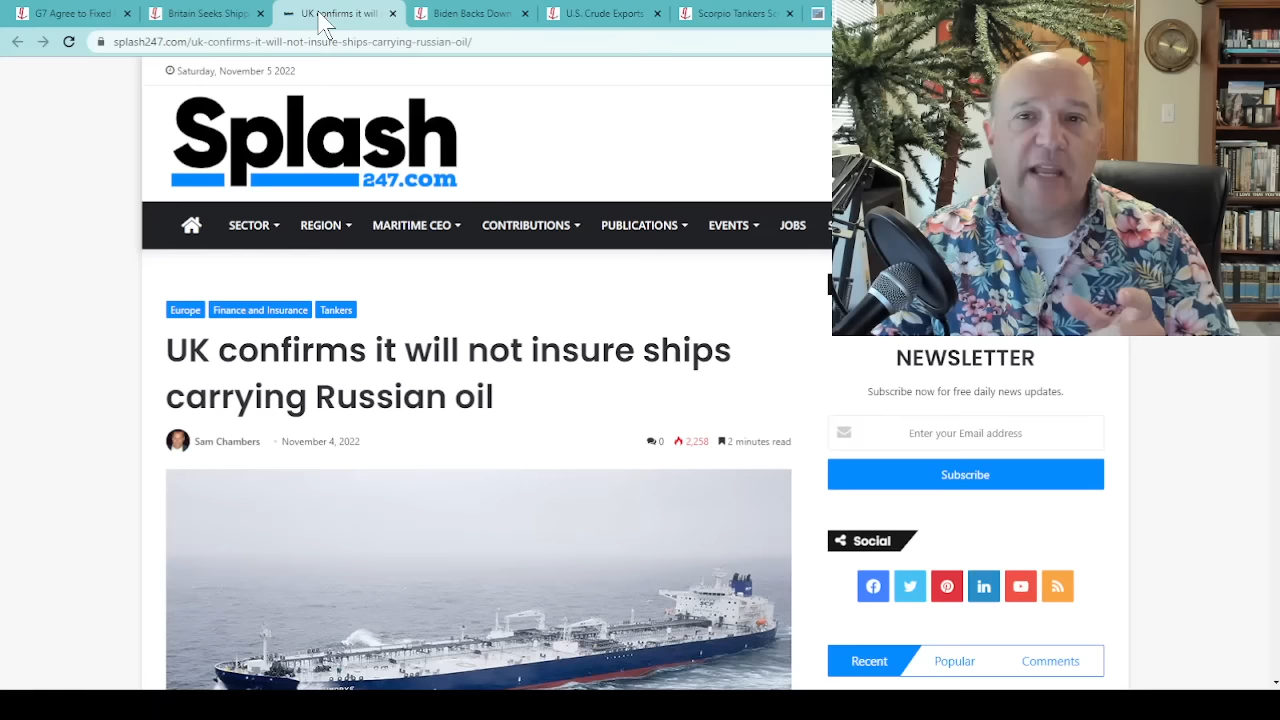 G7 Agreed to Fixed
Britain Seeks Shipp
UK confirms it will
Biden Backs Down
U.S. Crude Exports
Scorpio Tankers Sc
splash247.com/uk-confirms-it-will-not-insure-ships-carrying-russian-oil/
Saturday, November 5 2022
Splash
247.com
SECTOR
REGION
MARITIME CEO
CONTRIBUTIONS
PUBLICATIONS
EVENTS
JOBS
Europe
Finance and Insurance
Tankers
UK confirms it will not insure ships
carrying Russian oil
Sam Chambers
November 4, 2022
0
2,258
2 minutes read
SCF
NEWSLETTER
Subscribe now for free daily news updates.
Enter your Email address
Subscribe
Social
Recent
Popular
Comments